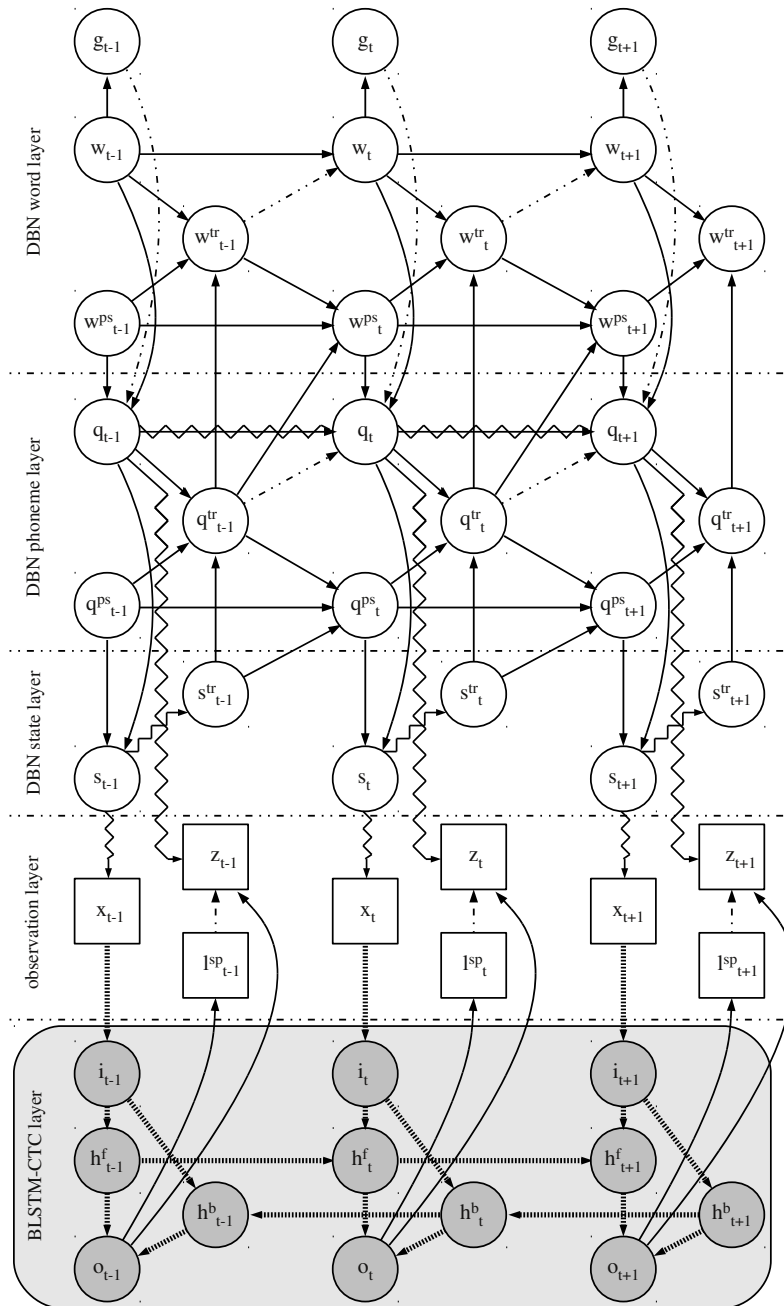 g_{t-1} g_t g_{t+1}
DBN word layer
w_{t-1} w_t w_{t+1}
w^{tr}_{t-1} w^{tr}_t w^{tr}_{t+1}
w^{ps}_{t-1} w^{ps}_t w^{ps}_{t+1}
DBN phoneme layer
q_{t-1} q_t q_{t+1}
q^{tr}_{t-1} q^{tr}_t q^{tr}_{t+1}
q^{ps}_{t-1} q^{ps}_t q^{ps}_{t+1}
DBN state layer
s^{tr}_{t-1} s^{tr}_t s^{tr}_{t+1}
s_{t-1} s_t s_{t+1}
observation layer
z_{t-1} z_t z_{t+1}
x_{t-1} x_t x_{t+1}
l^{sp}_{t-1} l^{sp}_t l^{sp}_{t+1}
BLSTM-CTC layer
i_{t-1} i_t i_{t+1}
h^f_{t-1} h^f_t h^f_{t+1}
h^b_{t-1} h^b_t h^b_{t+1}
o_{t-1} o_t o_{t+1}